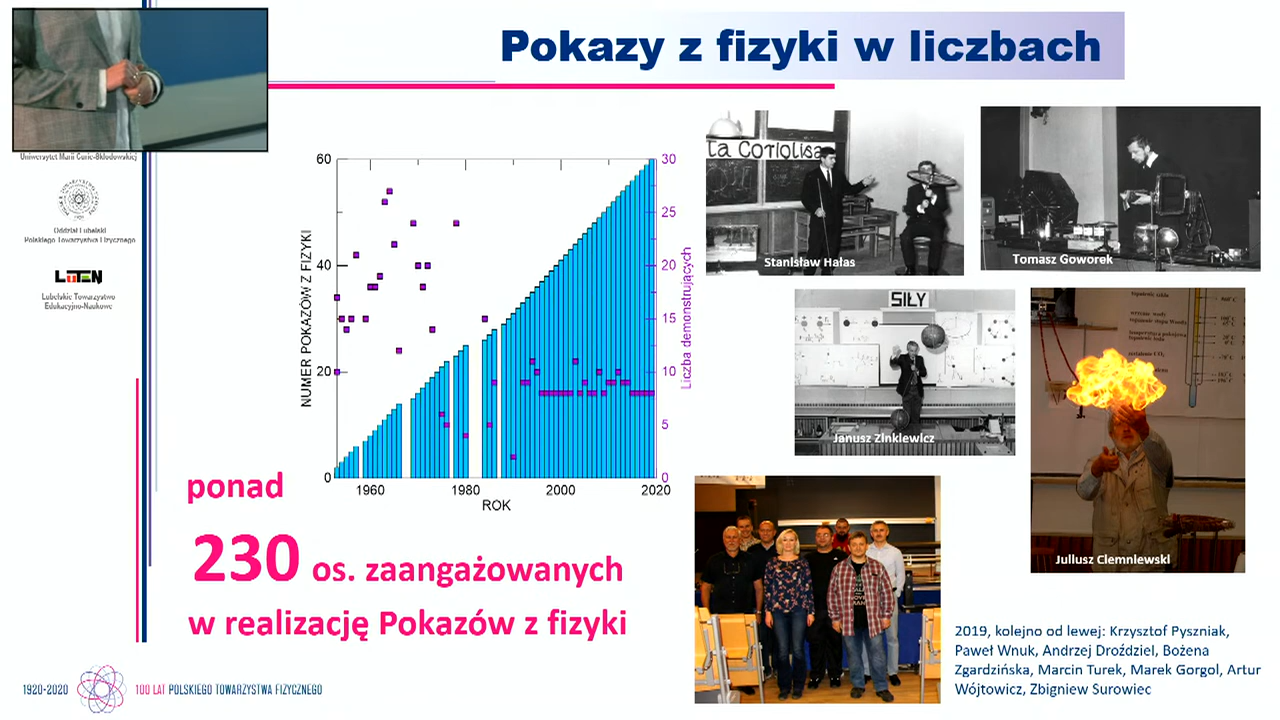 Pokazy z fizyki w liczbach
Uniwersytet Marii Curie-Skłodowskiej
Oddział Lubelski
Polskiego Towarzystwa Fizycznego
Lubelskie Towarzystwo
Edukacyjno-Naukowe
60
40
20
0
NUMER POKAZÓW Z FIZYKI
30
25
20
15
10
5
0
Liczba demonstrujących
1960
1980
2000
2020
ROK
ta Coriolisa
Stanisław Hałas
Tomasz Goworek
SIŁY
Janusz Zinkiewicz
Juliusz Ciemniewski
ponad
230 os. zaangażowanych
w realizację Pokazów z fizyki
2019, kolejno od lewej: Krzysztof Pyszniak,
Paweł Wnuk, Andrzej Droździel, Bożena
Zgardzińska, Marcin Turek, Marek Gorgol, Artur
Wójtowicz, Zbigniew Surowiec
1920-2020 100 LAT POLSKIEGO TOWARZYSTWA FIZYCZNEGO